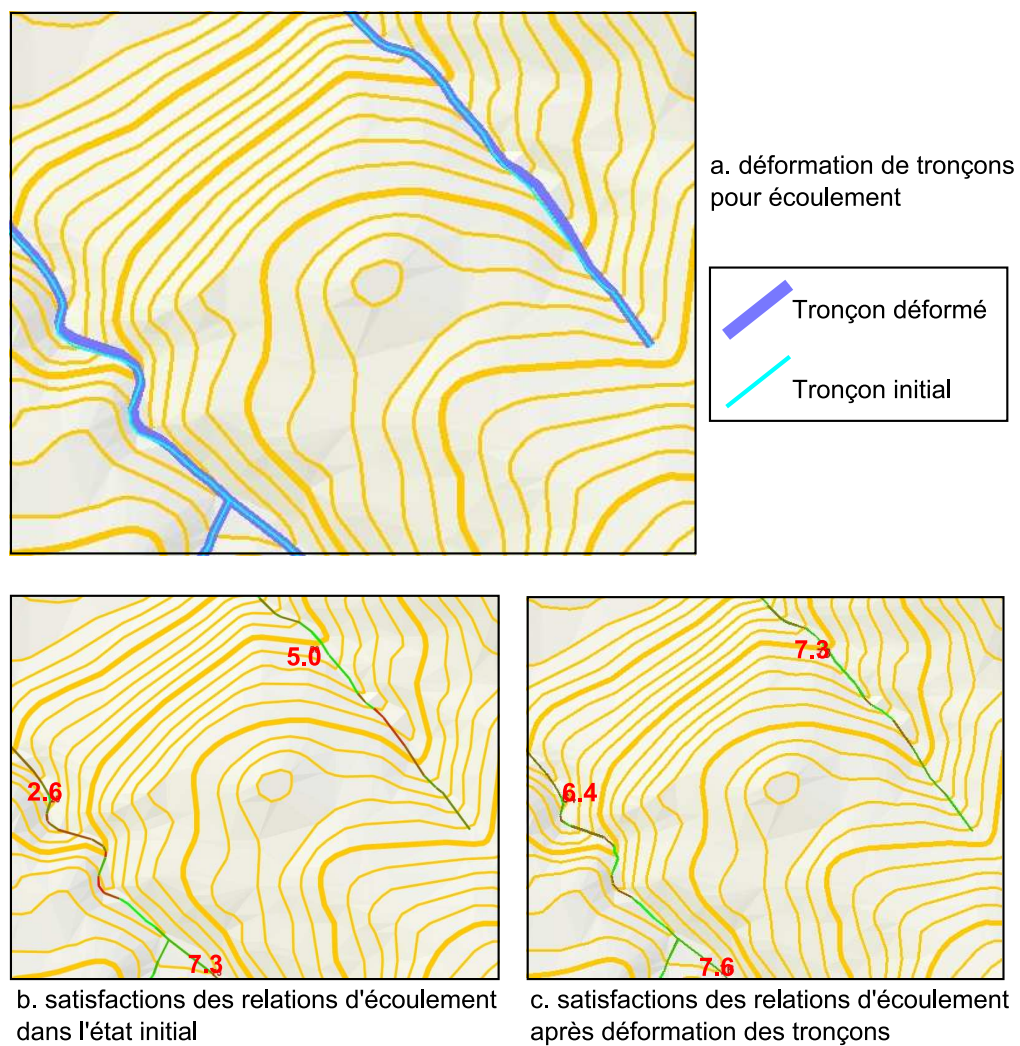 a. déformation de tronçons
pour écoulement
Tronçon déformé
Tronçon initial
5.0
2.6
7.3
7.3
6.4
7.6
b. satisfactions des relations d'écoulement
dans l'état initial
c. satisfactions des relations d'écoulement
après déformation des tronçons